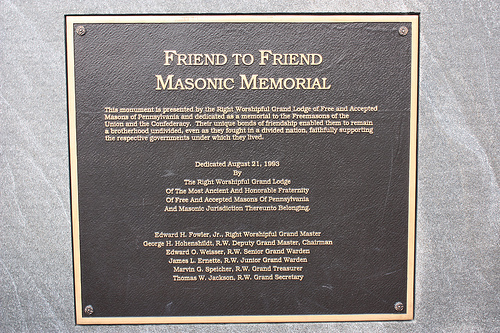 FRIEND TO FRIEND
MASONIC MEMORIAL
This monument is presented by the Right Worshipful Grand Lodge of Free and Accepted
Masons of Pennsylvania and dedicated as a memorial to the Freemasons of the
Union and the Confederacy. Their unique bonds of friendship enabled them to remain
a brotherhood undivided, even as they fought in a divided nation, faithfully supporting
the respective governments under which they lived.
Dedicated August 21, 1993
By
The Right Worshipful Grand Lodge
Of The Most Ancient And Honorable Fraternity
Of Free And Accepted Masons Of Pennsylvania
And Masonic Jurisdiction Thereunto Belonging.
Edward H. Fowler, Jr., Right Worshipful Grand Master
George H. Hohenshildt, R.W. Deputy Grand Master, Chairman
Edward O. Weisser, R.W. Senior Grand Warden
James L. Ernette, R.W. Junior Grand Warden
Marvin G. Speicher, R.W. Grand Treasurer
Thomas W. Jackson, R.W. Grand Secretary